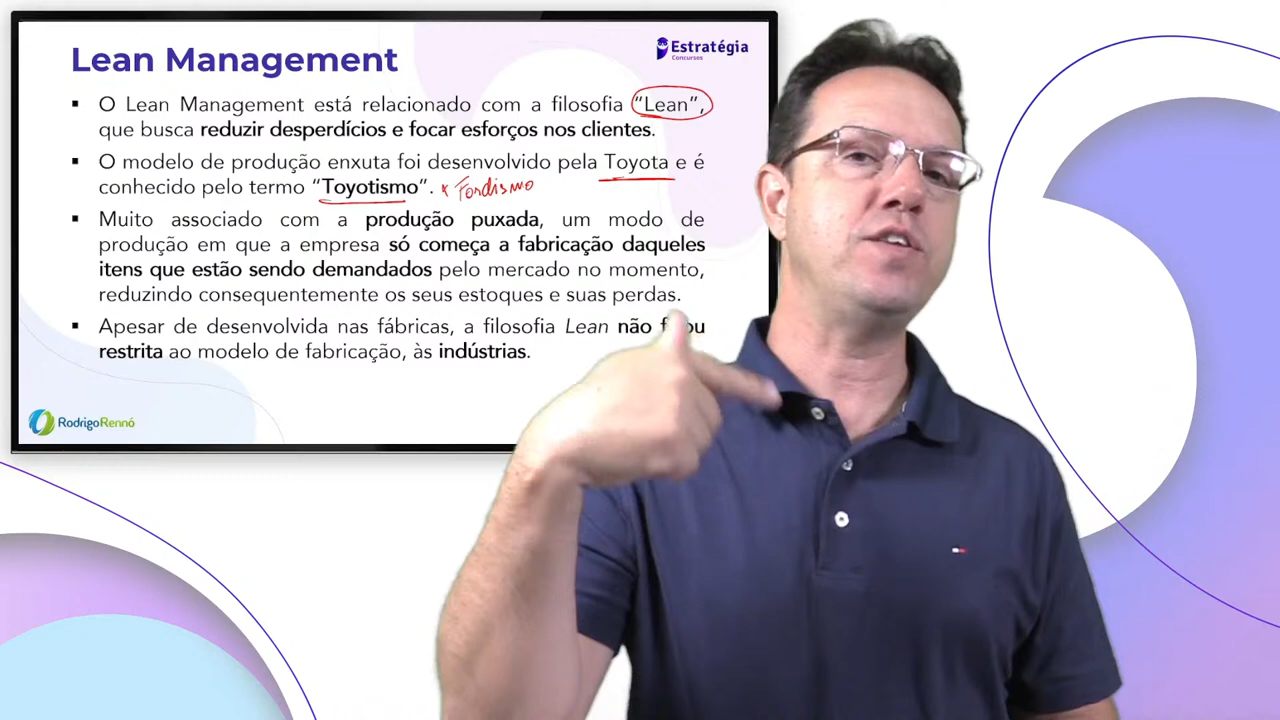 Lean Management
Estratégia
Concursos
▪ O Lean Management está relacionado com a filosofia “Lean”,
que busca reduzir desperdícios e focar esforços nos clientes.
▪ O modelo de produção enxuta foi desenvolvido pela Toyota e é
conhecido pelo termo “Toyotismo”. x Fordismo
▪ Muito associado com a produção puxada, um modo de
produção em que a empresa só começa a fabricação daqueles
itens que estão sendo demandados pelo mercado no momento,
reduzindo consequentemente os seus estoques e suas perdas.
▪ Apesar de desenvolvida nas fábricas, a filosofia Lean não
restrita ao modelo de fabricação, às indústrias.
RodrigoRennó